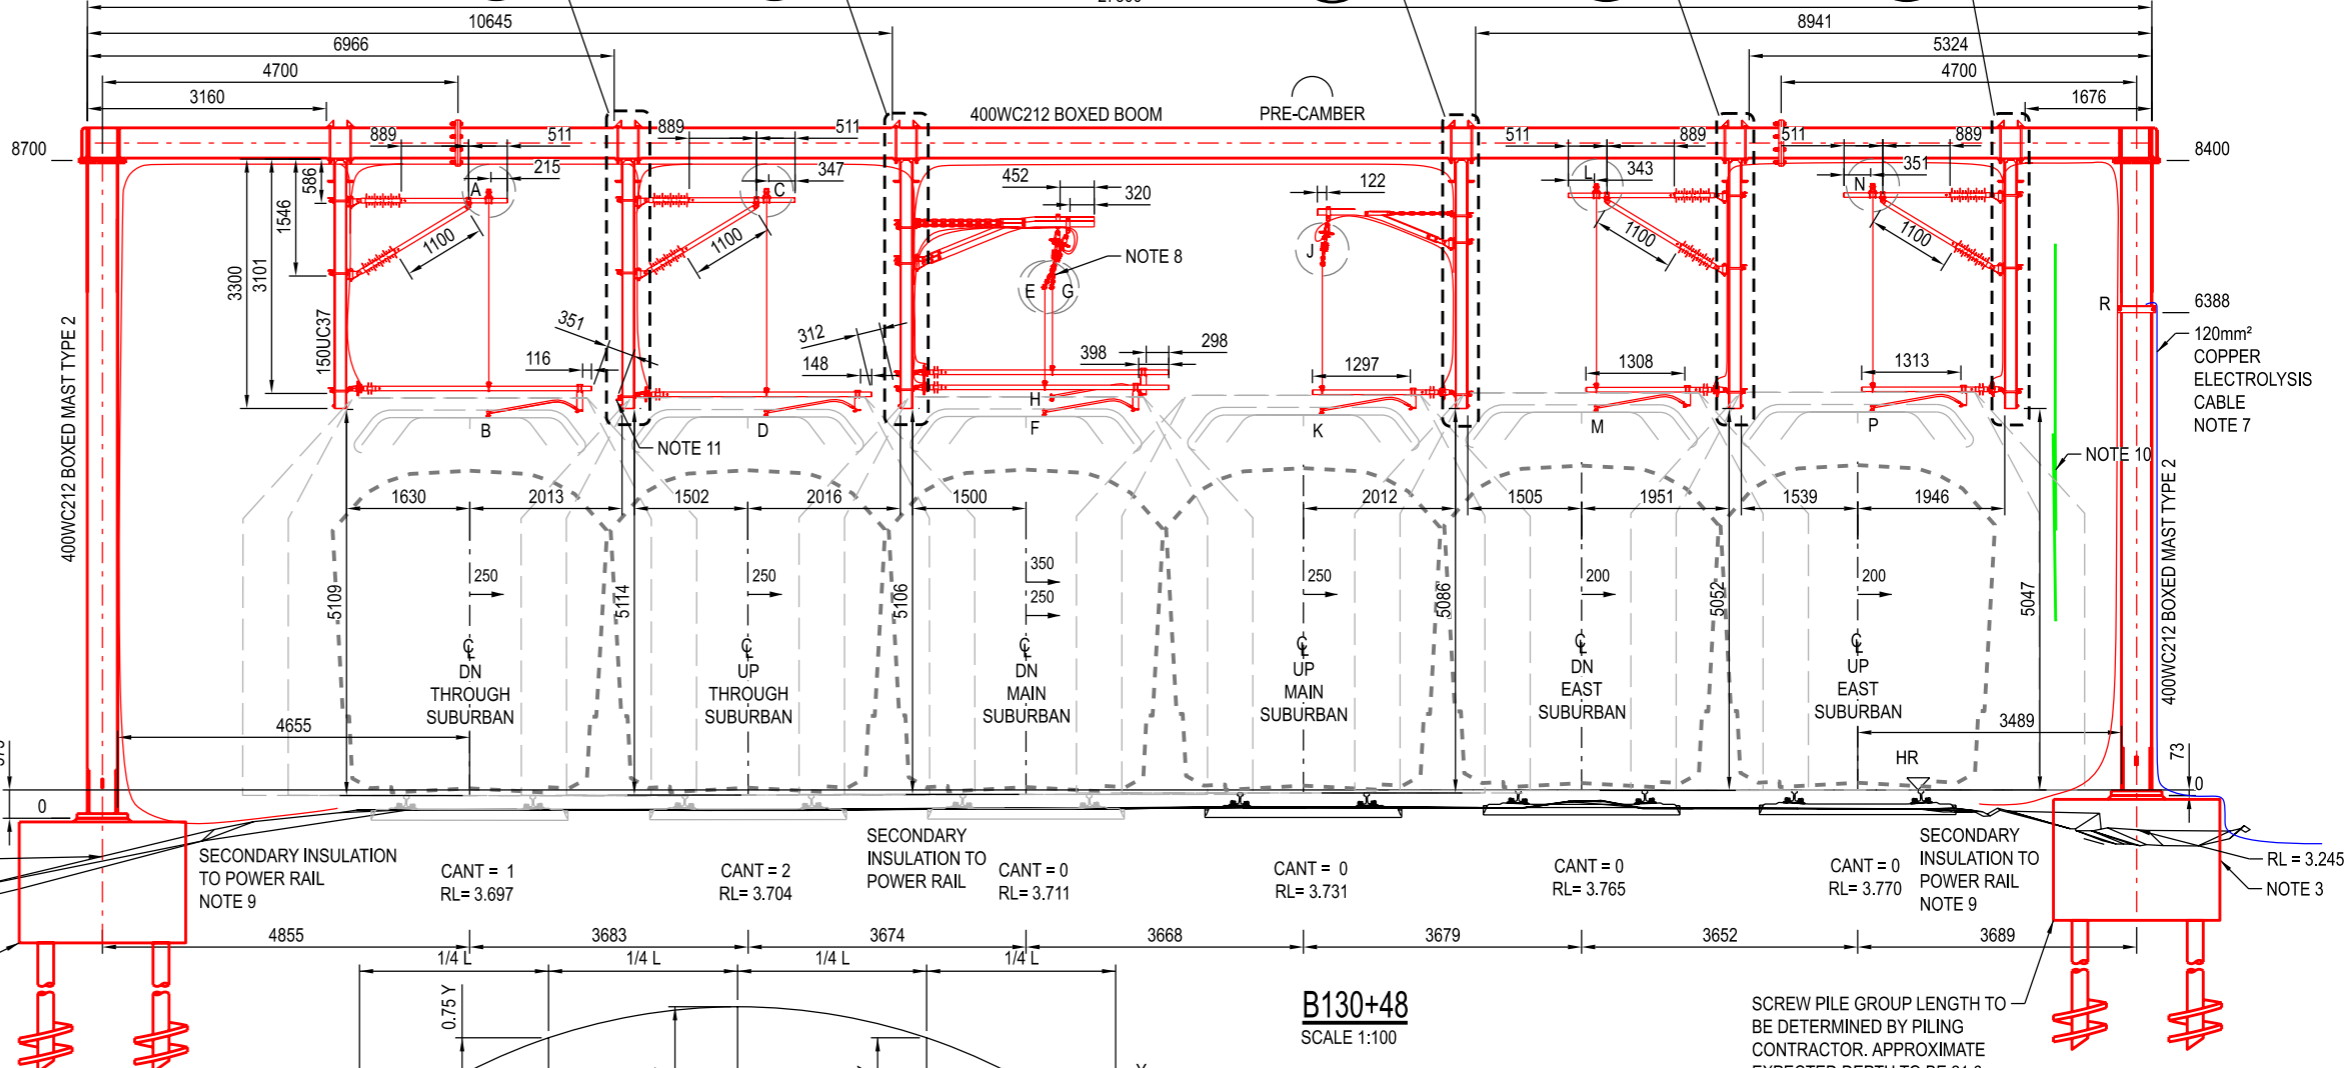 10645
8941
6966
5324
4700
4700
3160
1676
400WC212 BOXED BOOM
PRE-CAMBER
8700
8400
889
511
889
511
511
889
511
889
215
347
452
320
122
343
351
A
C
L
N
586
1546
3101
3300
1100
1100
1100
1100
NOTE 8
E
G
J
R
6388
120mm²
COPPER
ELECTROLYSIS
CABLE
NOTE 7
150UC37
400WC212 BOXED MAST TYPE 2
351
312
116
148
398
298
1297
1308
1313
H
B
D
F
K
M
P
NOTE 11
NOTE 10
400WC212 BOXED MAST TYPE 2
1630
2013
1502
2016
1500
2012
1505
1951
1539
1946
5109
5114
5106
5086
5052
5047
250
250
350
250
250
200
200
℄
DN
THROUGH
SUBURBAN
℄
UP
THROUGH
SUBURBAN
℄
DN
MAIN
SUBURBAN
℄
UP
MAIN
SUBURBAN
℄
DN
EAST
SUBURBAN
℄
UP
EAST
SUBURBAN
4655
3489
HR
73
0
0
SECONDARY INSULATION
TO POWER RAIL
NOTE 9
CANT = 1
RL= 3.697
CANT = 2
RL= 3.704
SECONDARY
INSULATION TO
POWER RAIL
CANT = 0
RL= 3.711
CANT = 0
RL= 3.731
CANT = 0
RL= 3.765
CANT = 0
RL= 3.770
SECONDARY
INSULATION TO
POWER RAIL
NOTE 9
RL = 3.245
NOTE 3
4855
3683
3674
3668
3679
3652
3689
1/4 L
1/4 L
1/4 L
1/4 L
0.75 Y
B130+48
SCALE 1:100
SCREW PILE GROUP LENGTH TO
BE DETERMINED BY PILING
CONTRACTOR. APPROXIMATE